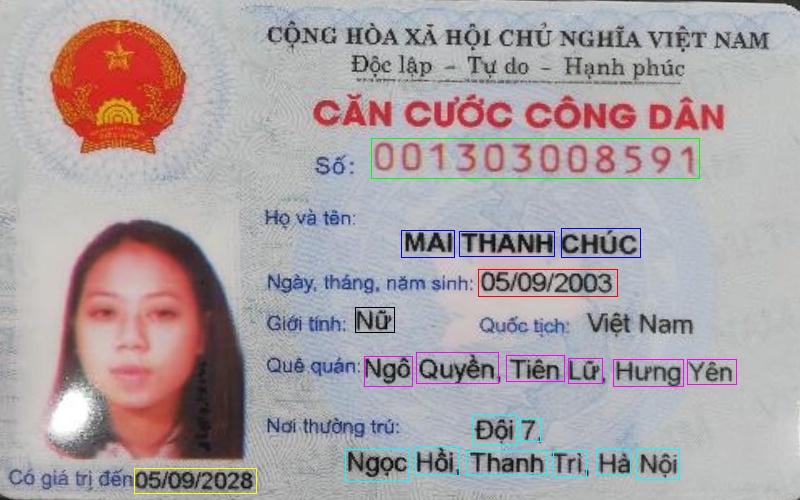 CỘNG HÒA XÃ HỘI CHỦ NGHĨA VIỆT NAM
Độc lập - Tự do - Hạnh phúc
CĂN CƯỚC CÔNG DÂN
Số: 001303008591
Họ và tên:
MAI THANH CHÚC
Ngày, tháng, năm sinh: 05/09/2003
Giới tính: Nữ Quốc tịch: Việt Nam
Quê quán: Ngô Quyền, Tiên Lữ, Hưng Yên
Nơi thường trú: Đội 7,
Ngọc Hồi, Thanh Trì, Hà Nội
Có giá trị đến 05/09/2028